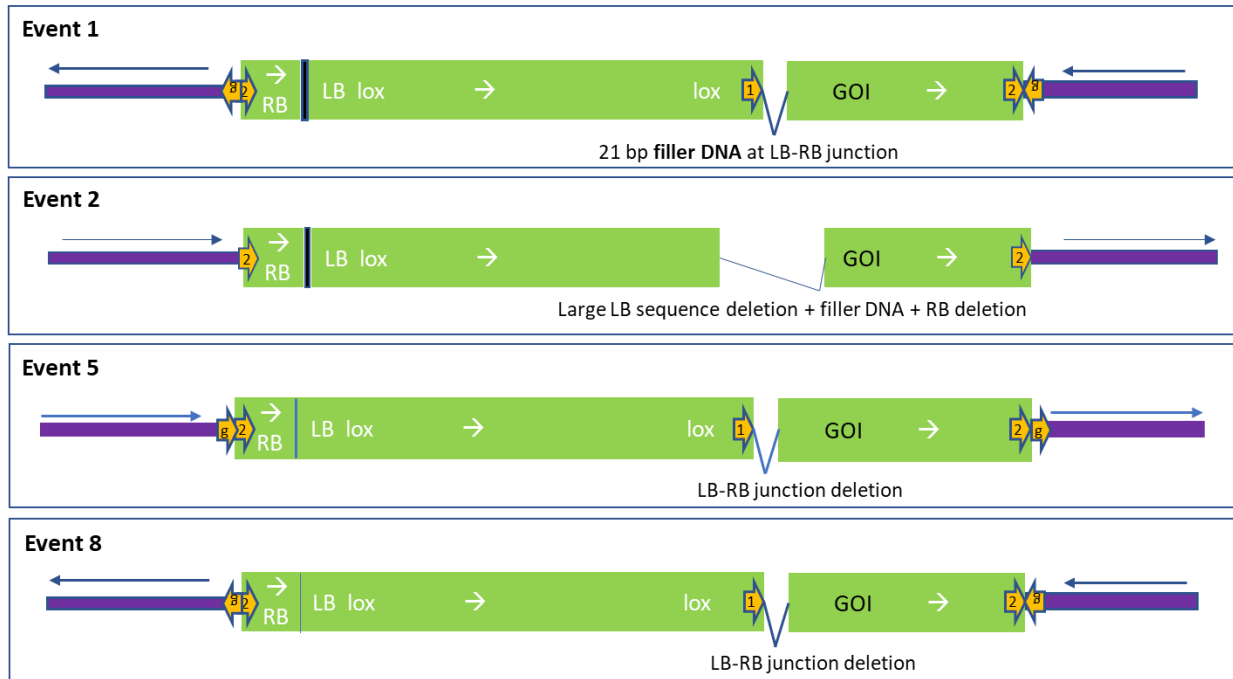 Event 1
g 2 → RB LB lox → lox 1 GOI → 2 g
21 bp filler DNA at LB-RB junction
Event 2
2 → RB LB lox → GOI → 2
Large LB sequence deletion + filler DNA + RB deletion
Event 5
g 2 → RB LB lox → lox 1 GOI → 2 g
LB-RB junction deletion
Event 8
g 2 → RB LB lox → lox 1 GOI → 2 g
LB-RB junction deletion